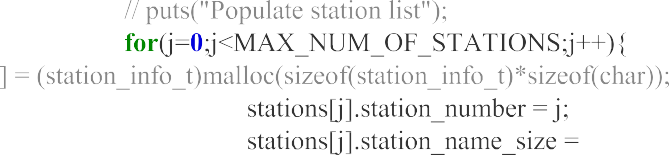 // puts("Populate station list");
for(j=0;j<MAX_NUM_OF_STATIONS;j++){
] = (station_info_t)malloc(sizeof(station_info_t)*sizeof(char));
stations[j].station_number = j;
stations[j].station_name_size =